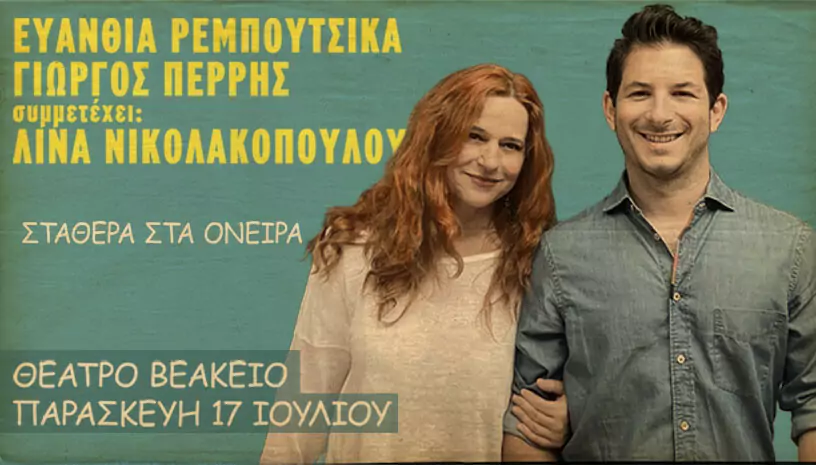 ΕΥΑΝΘΙΑ ΡΕΜΠΟΥΤΣΙΚΑ
ΓΙΩΡΓΟΣ ΠΕΡΡΗΣ
συμμετέχει:
ΛΙΝΑ ΝΙΚΟΛΑΚΟΠΟΥΛΟΥ
ΣΤΑΘΕΡΑ ΣΤΑ ΟΝΕΙΡΑ
ΘΕΑΤΡΟ ΒΕΑΚΕΙΟ
ΠΑΡΑΣΚΕΥΗ 17 ΙΟΥΛΙΟΥ